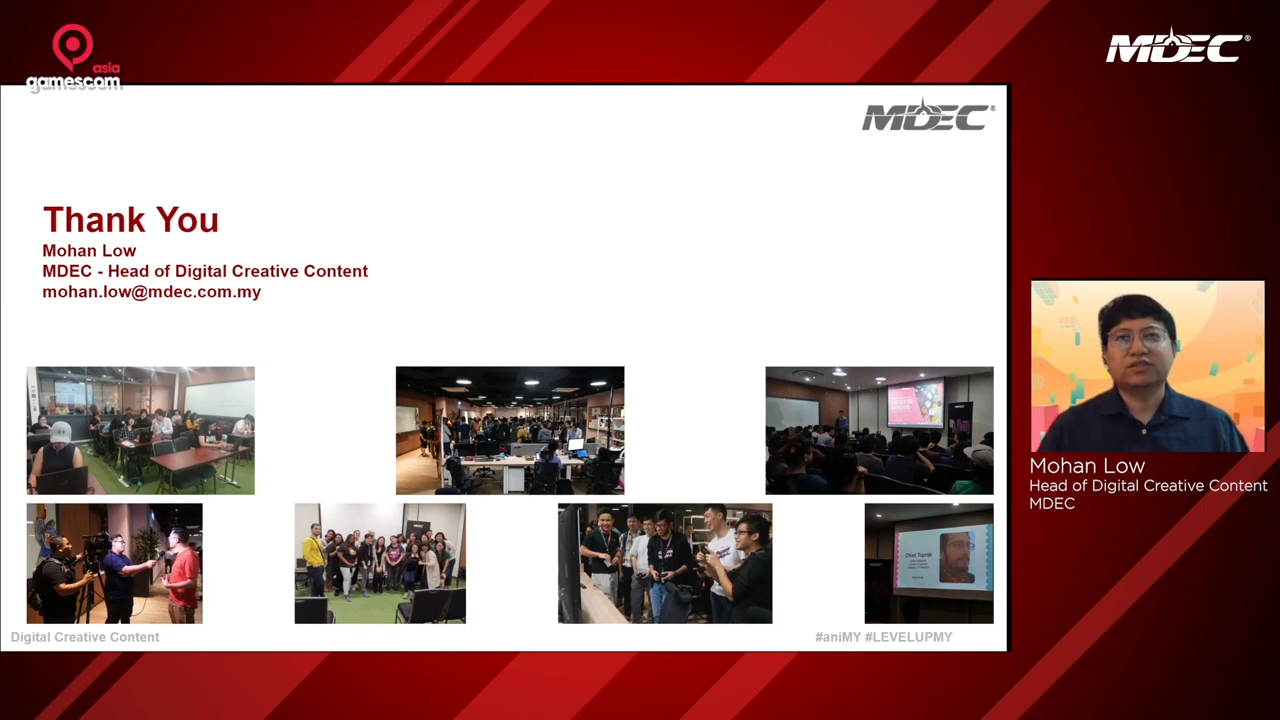 asia
gamescom
MDEC®
MDEC®
Thank You
Mohan Low
MDEC - Head of Digital Creative Content
mohan.low@mdec.com.my
Digital Creative Content
#aniMY #LEVELUPMY
Mohan Low
Head of Digital Creative Content
MDEC